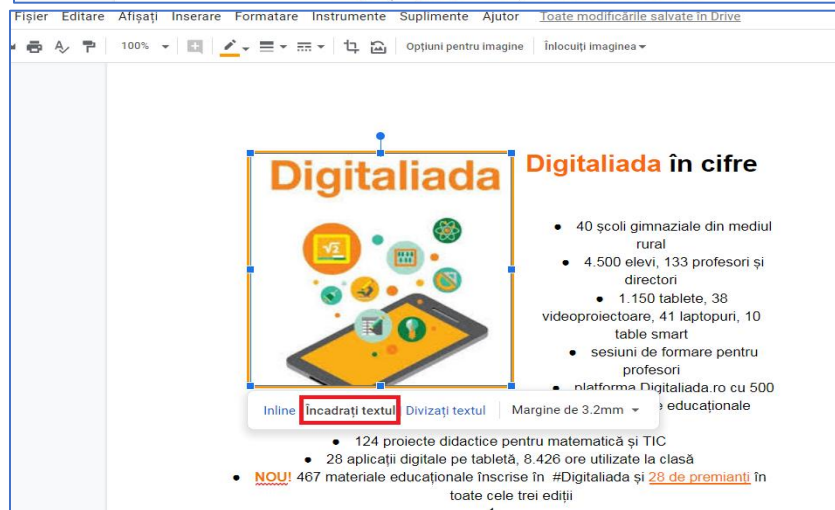 Fișier Editare Afișați Inserare Formatare Instrumente Suplimente Ajutor Toate modificările salvate în Drive
100% Opțiuni pentru imagine Înlocuiți imaginea
Digitaliada
√2
Digitaliada în cifre
● 40 școli gimnaziale din mediul
rural
● 4.500 elevi, 133 profesori și
directori
● 1.150 tablete, 38
videoproiectoare, 41 laptopuri, 10
table smart
● sesiuni de formare pentru
profesori
● platforma Digitaliada.ro cu 500
e educaționale
Inline Încadrați textul Divizați textul Margine de 3.2mm
● 124 proiecte didactice pentru matematică și TIC
● 28 aplicații digitale pe tabletă, 8.426 ore utilizate la clasă
● NOU! 467 materiale educaționale înscrise în #Digitaliada și 28 de premianți în
toate cele trei ediții